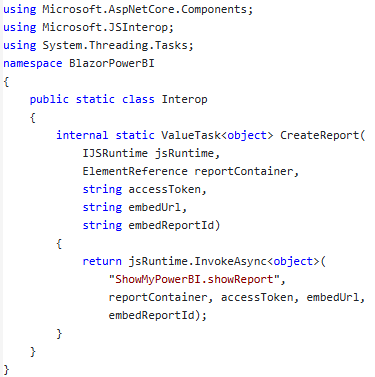 using Microsoft.AspNetCore.Components;
using Microsoft.JSInterop;
using System.Threading.Tasks;
namespace BlazorPowerBI
{
    public static class Interop
    {
        internal static ValueTask<object> CreateReport(
            IJSRuntime jsRuntime,
            ElementReference reportContainer,
            string accessToken,
            string embedUrl,
            string embedReportId)
        {
            return jsRuntime.InvokeAsync<object>(
                "ShowMyPowerBI.showReport",
                reportContainer, accessToken, embedUrl,
                embedReportId);
        }
    }
}